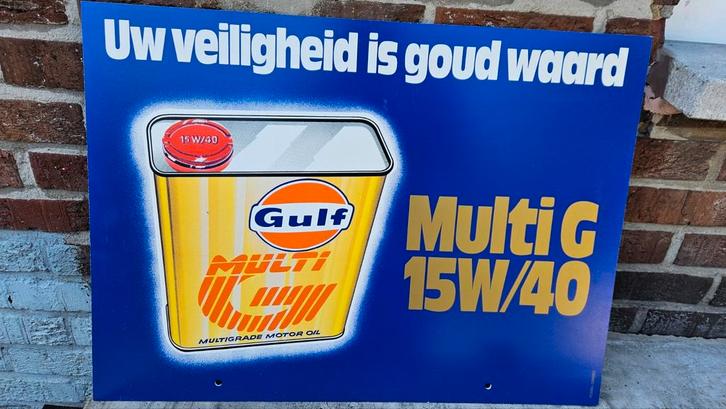 Uw veiligheid is goud waard
15W/40
Gulf
MULTI
G
MULTIGRADE MOTOR OIL
Multi G
15W/40